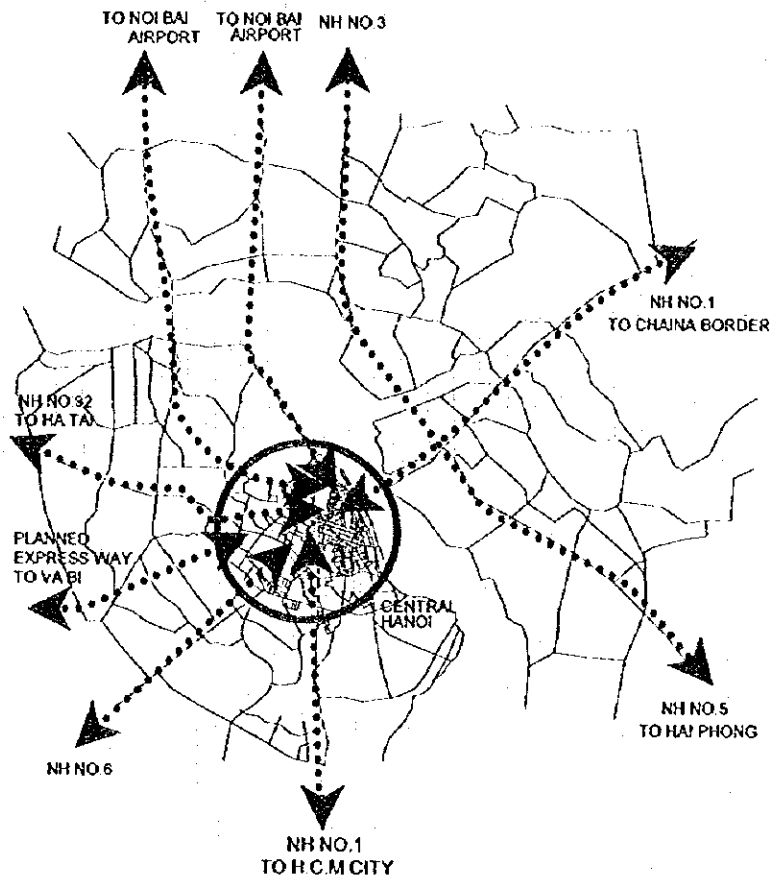 TO NOI BAI
AIRPORT
TO NOI BAI
AIRPORT
NH NO.3
NH NO.1
TO CHAINA BORDER
NH NO.32
TO HA TAI
PLANNED
EXPRESS WAY
TO VA BI
CENTRAL
HANOI
NH NO.5
TO HAI PHONG
NH NO.6
NH NO.1
TO H.C.M CITY